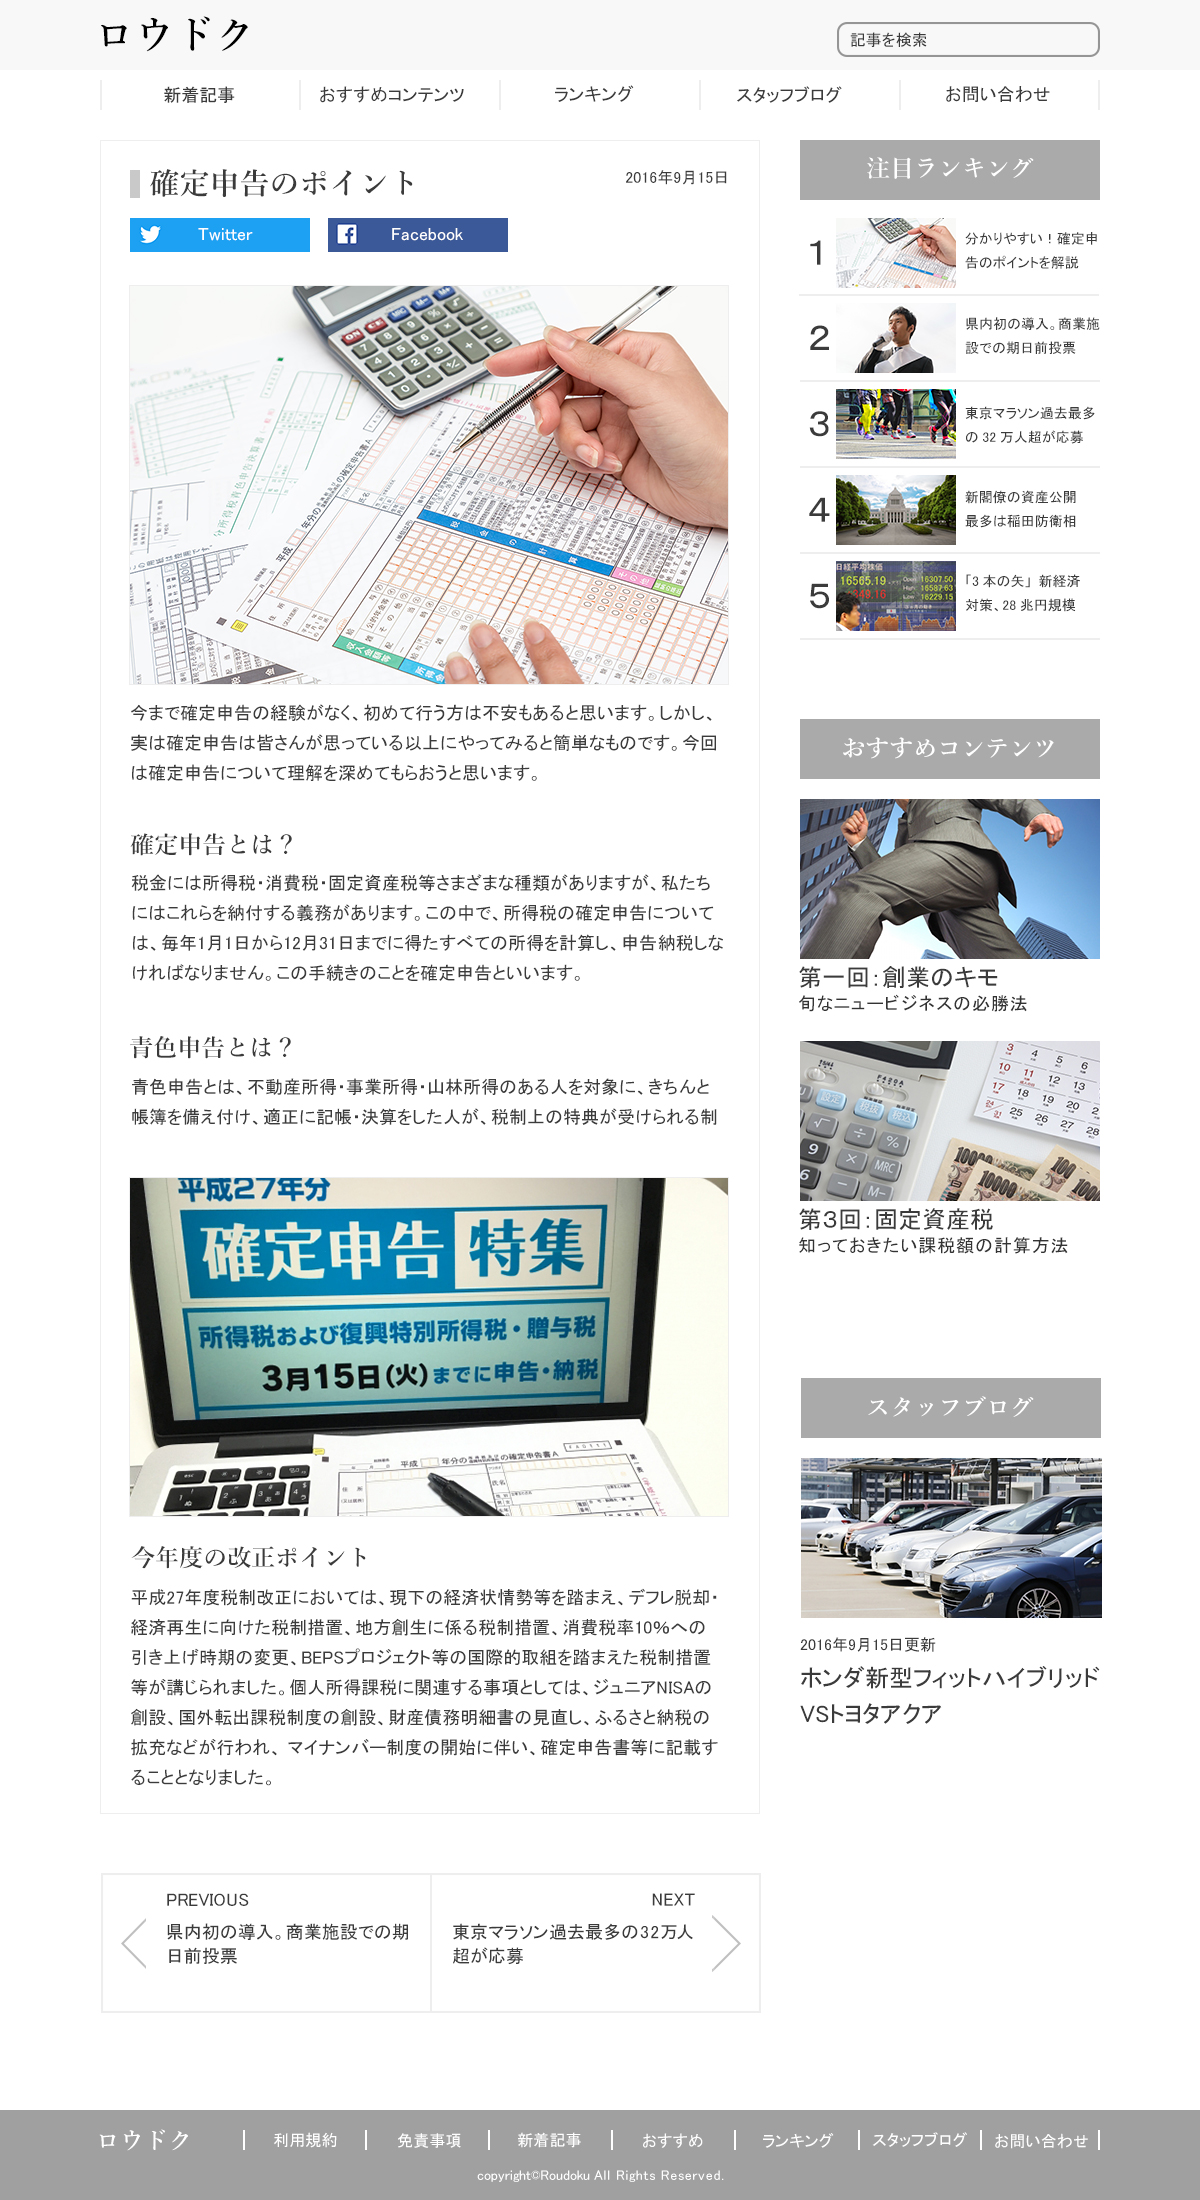 ロウドク
記事を検索
新着記事
おすすめコンテンツ
ランキング
スタッフブログ
お問い合わせ
確定申告のポイント
2016年9月15日
Twitter
Facebook
今まで確定申告の経験がなく、初めて行う方は不安もあると思います。しかし、
実は確定申告は皆さんが思っている以上にやってみると簡単なものです。今回
は確定申告について理解を深めてもらおうと思います。
確定申告とは？
税金には所得税・消費税・固定資産税等さまざまな種類がありますが、私たち
にはこれらを納付する義務があります。この中で、所得税の確定申告について
は、毎年1月1日から12月31日までに得たすべての所得を計算し、申告納税しな
ければなりません。この手続きのことを確定申告といいます。
青色申告とは？
青色申告とは、不動産所得・事業所得・山林所得のある人を対象に、きちんと
帳簿を備え付け、適正に記帳・決算をした人が、税制上の特典が受けられる制
平成27年分
確定申告 特集
所得税および復興特別所得税・贈与税
3月15日(火)までに申告・納税
今年度の改正ポイント
平成27年度税制改正においては、現下の経済状情勢等を踏まえ、デフレ脱却・
経済再生に向けた税制措置、地方創生に係る税制措置、消費税率10%への
引き上げ時期の変更、BEPSプロジェクト等の国際的取組を踏まえた税制措置
等が講じられました。個人所得課税に関連する事項としては、ジュニアNISAの
創設、国外転出課税制度の創設、財産債務明細書の見直し、ふるさと納税の
拡充などが行われ、 マイナンバー制度の開始に伴い、確定申告書等に記載す
ることとなりました。
PREVIOUS
県内初の導入。商業施設での期
日前投票
NEXT
東京マラソン過去最多の32万人
超が応募
注目ランキング
1
分かりやすい！確定申
告のポイントを解説
2
県内初の導入。商業施
設での期日前投票
3
東京マラソン過去最多
の 32 万人超が応募
4
新閣僚の資産公開
最多は稲田防衛相
5
日経平均株価
16565.19
「3 本の矢」 新経済
対策、28 兆円規模
おすすめコンテンツ
第一回：創業のキモ
旬なニュービジネスの必勝法
第3回：固定資産税
知っておきたい課税額の計算方法
スタッフブログ
2016年9月15日更新
ホンダ新型フィットハイブリッド
VSトヨタアクア
ロウドク
利用規約
免責事項
新着記事
おすすめ
ランキング
スタッフブログ
お問い合わせ
copyright©Roudoku All Rights Reserved.